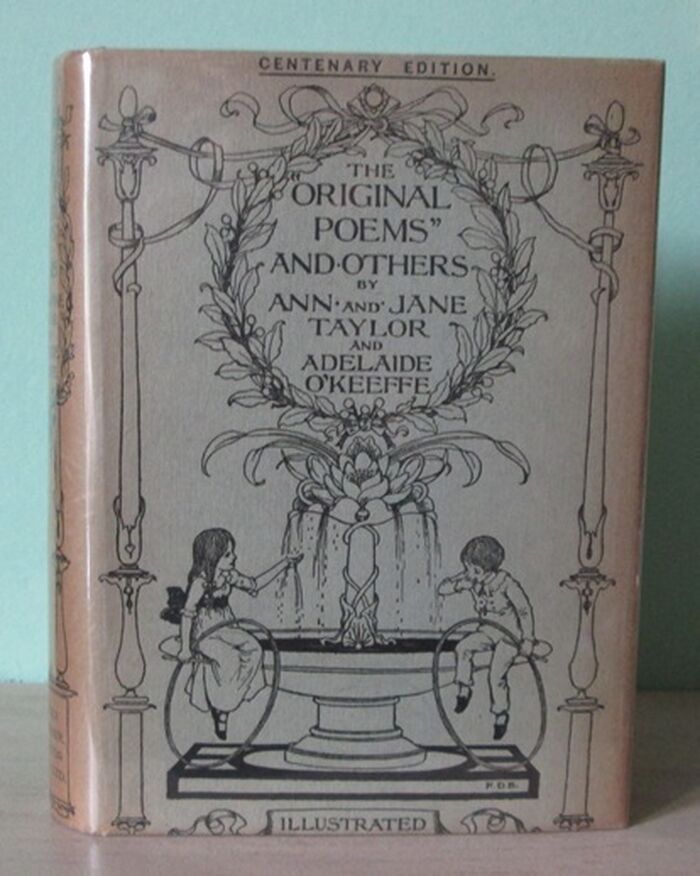 CENTENARY EDITION.
THE
"ORIGINAL
POEMS"
AND·OTHERS
BY
ANN·AND·JANE
TAYLOR
AND
ADELAIDE
O'KEEFFE
ILLUSTRATED